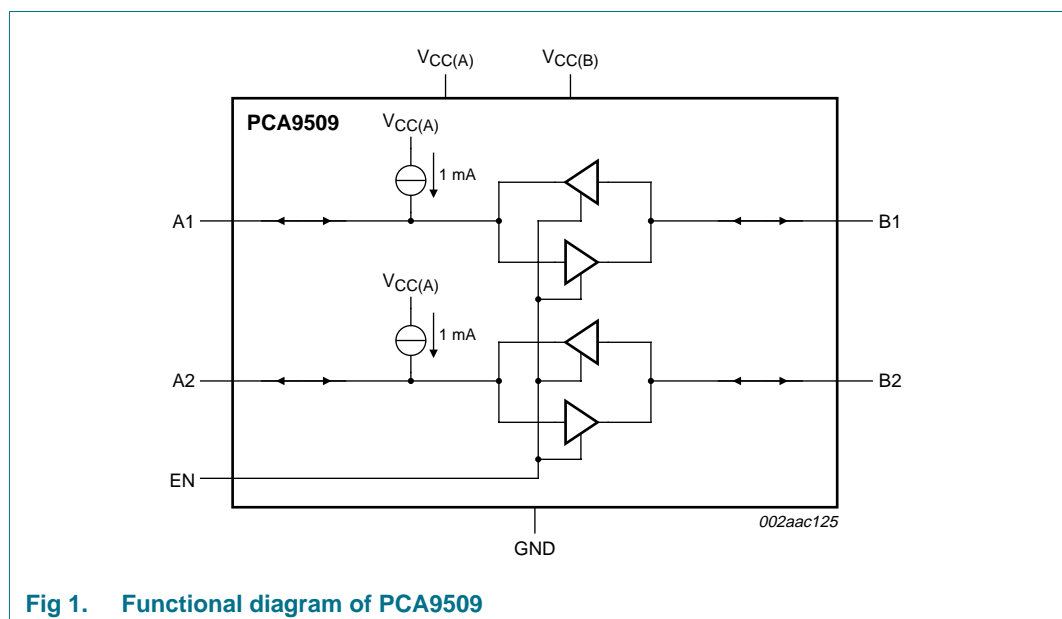 VCC(A) VCC(B)
PCA9509
VCC(A)
1 mA
A1 B1
VCC(A)
1 mA
A2 B2
EN
002aac125
GND
Fig 1. Functional diagram of PCA9509